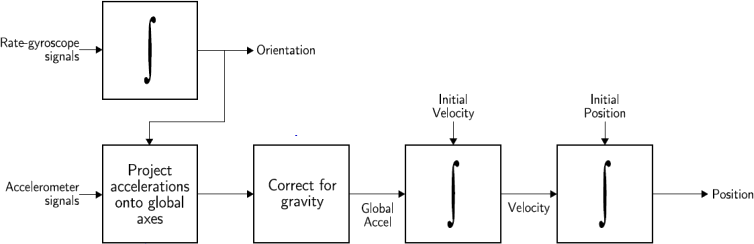 Rate-gyroscope
signals
∫
Orientation
Initial
Velocity
Initial
Position
Accelerometer
signals
Project
accelerations
onto global
axes
Correct for
gravity
Global
Accel
∫
Velocity
∫
Position